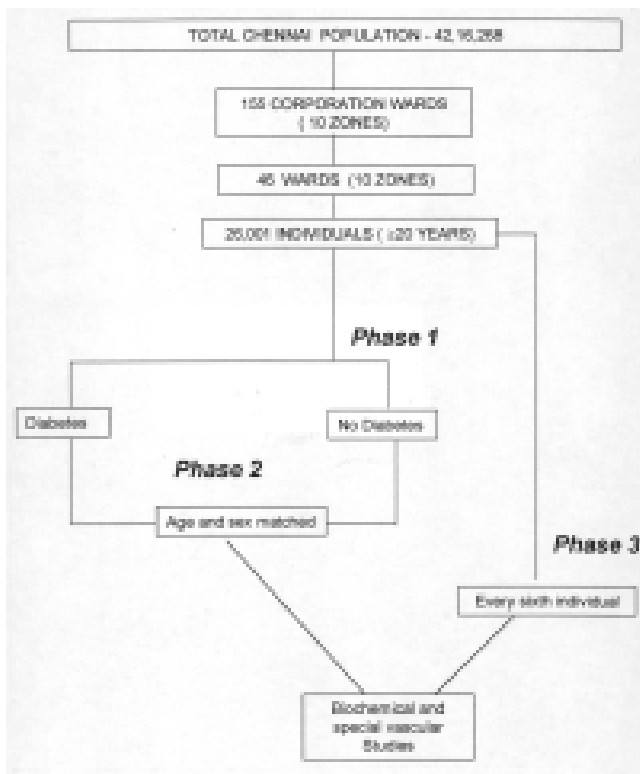 TOTAL CHENNAI POPULATION - 42,16,268
155 CORPORATION WARDS
( 10 ZONES)
46 WARDS (10 ZONES)
26,001 INDIVIDUALS ( ≥20 YEARS)
Phase 1
Diabetes
No Diabetes
Phase 2
Age and sex matched
Phase 3
Every sixth individual
Biochemical and
special vascular
Studies